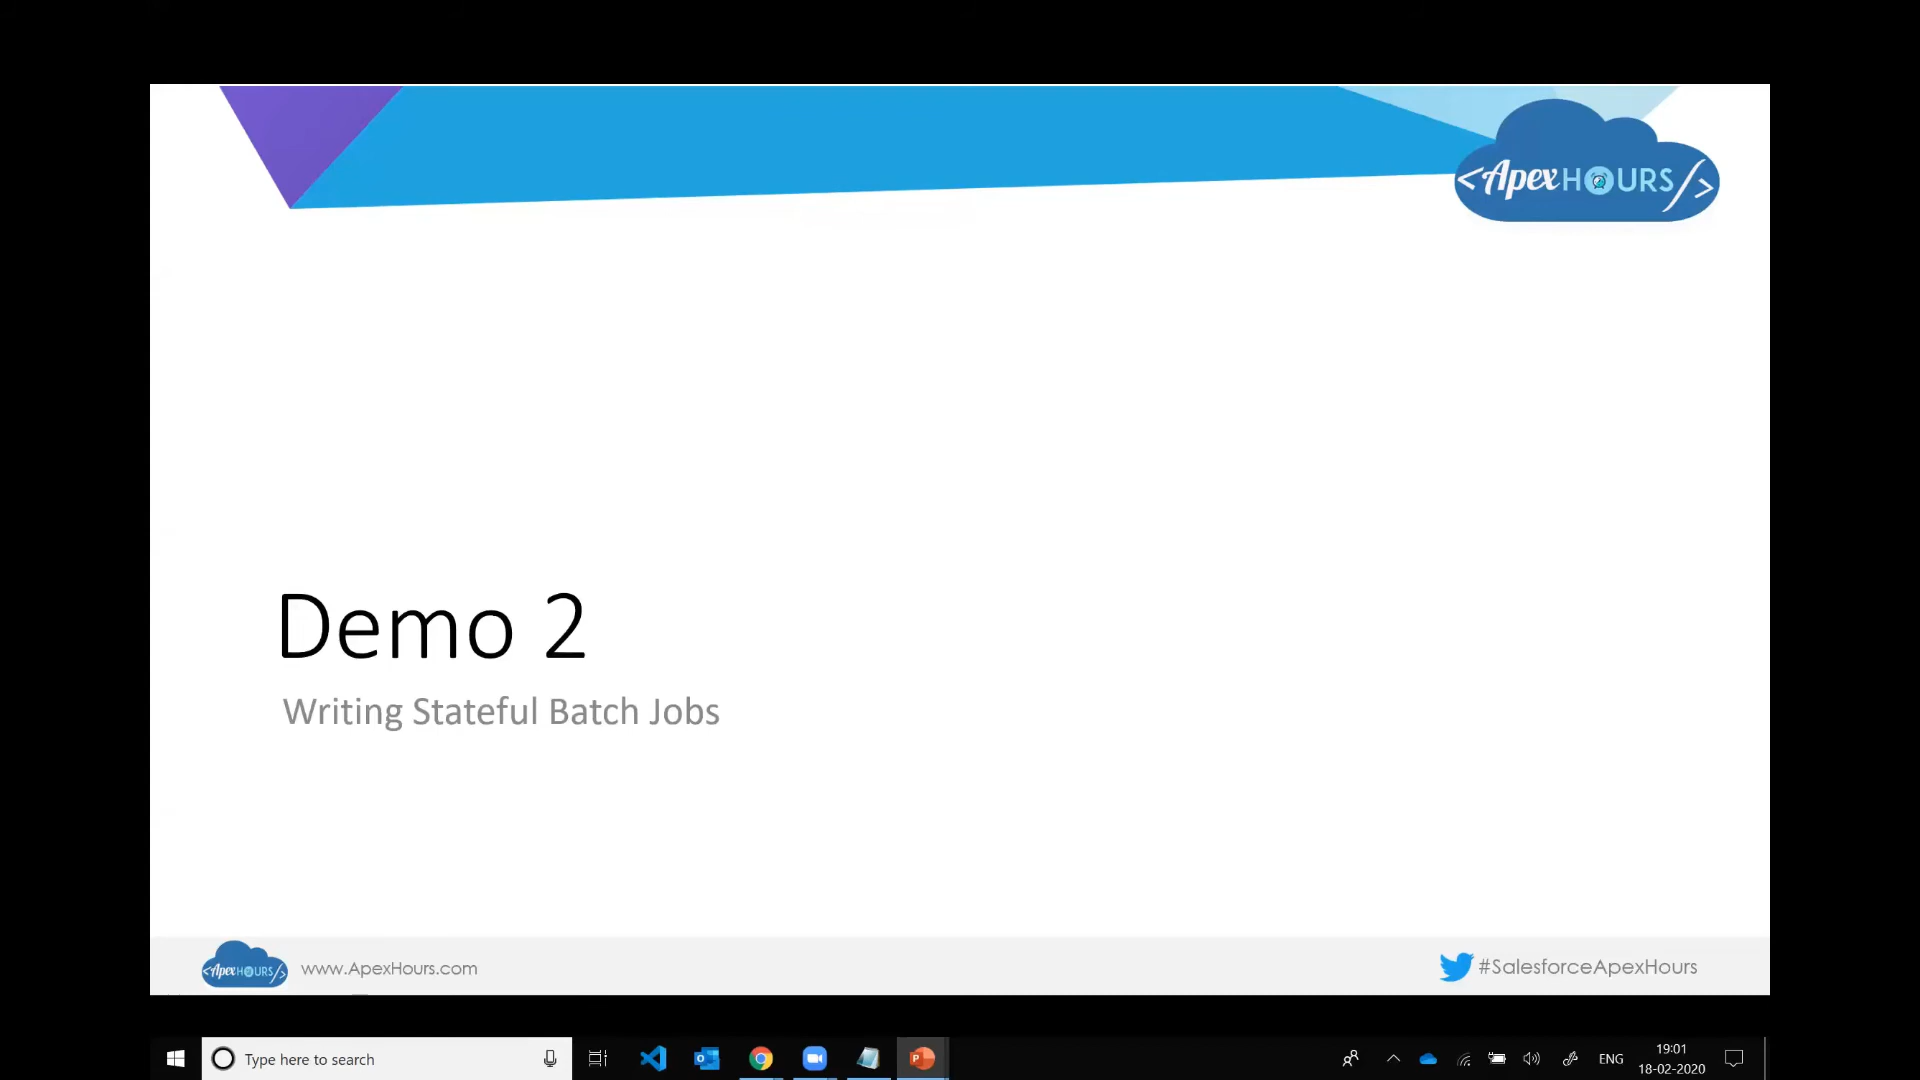 <ApexHOURS/>
Demo 2
Writing Stateful Batch Jobs
<ApexHOURS/>
www.ApexHours.com
#SalesforceApexHours
Type here to search
ENG
19:01
18-02-2020